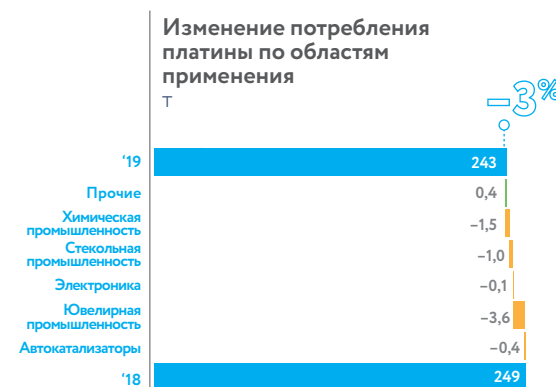 Изменение потребления
платины по областям
применения
Т
–3%
‘19
243
Прочие
0,4
Химическая
промышленность
–1,5
Стекольная
промышленность
–1,0
Электроника
–0,1
Ювелирная
промышленность
–3,6
Автокатализаторы
–0,4
‘18
249